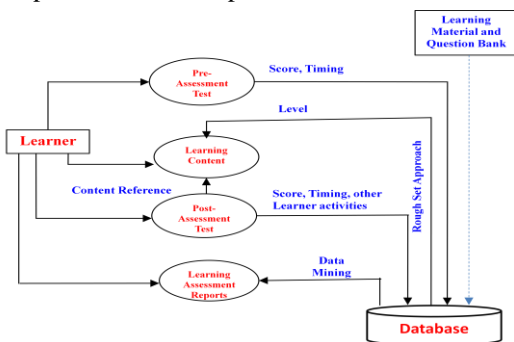 Learning
Material and
Question Bank
Pre-
Assessment
Test
Score, Timing
Level
Learner
Learning
Content
Content Reference
Post-
Assessment
Test
Score, Timing, other
Learner activities
Rough Set Approach
Learning
Assessment
Reports
Data
Mining
Database